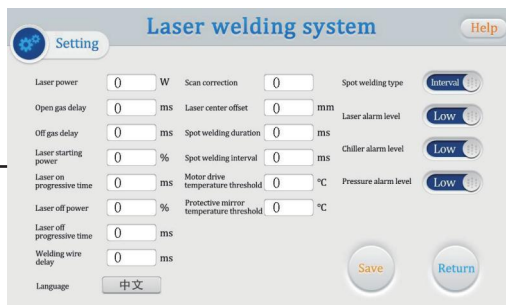 Laser welding system
Help
Setting
Laser power 0 W
Open gas delay 0 ms
Off gas delay 0 ms
Laser starting
power 0 %
Laser on
progressive time 0 ms
Laser off power 0 %
Laser off
progressive time 0 ms
Welding wire
delay 0 ms
Language 中文
Scan correction 0
Laser center offset 0 mm
Spot welding duration 0 ms
Spot welding interval 0 ms
Motor drive
temperature threshold 0 °C
Protective mirror
temperature threshold 0 °C
Spot welding type Interval
Laser alarm level Low
Chiller alarm level Low
Pressure alarm level Low
Save
Return